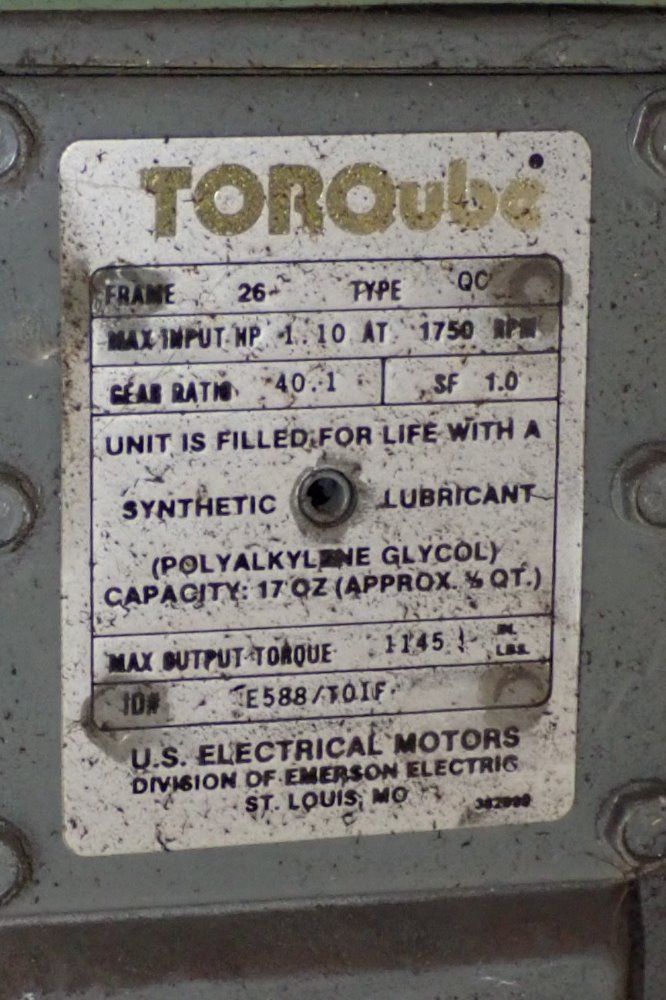 TORQube
FRAME 26 TYPE QC
MAX INPUT HP 1.10 AT 1750 RPM
GEAR RATIO 40.1 SF 1.0
UNIT IS FILLED FOR LIFE WITH A
SYNTHETIC LUBRICANT
(POLYALKYLENE GLYCOL)
CAPACITY: 17 OZ (APPROX. ½ QT.)
MAX OUTPUT TORQUE 1145 IN. LBS.
ID# E588/T01F
U.S. ELECTRICAL MOTORS
DIVISION OF EMERSON ELECTRIC
ST. LOUIS, MO